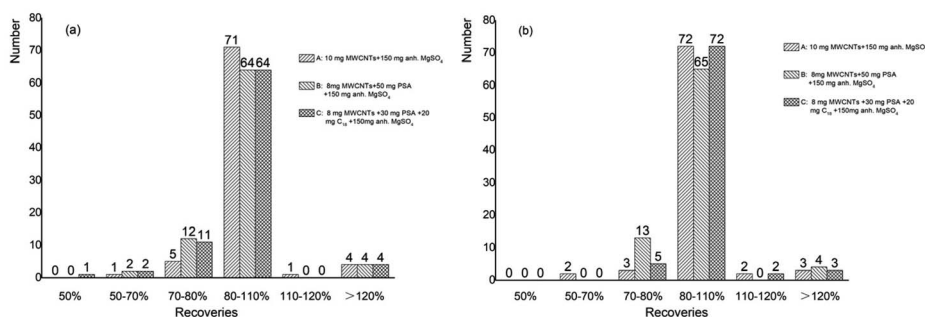 (a)
Number
80
70
60
50
40
30
20
10
0
71
64 64
12
11
5
4 4 4
0 0 1
1 2 2
1 0 0
50% 50-70% 70-80% 80-110% 110-120% >120%
Recoveries
A: 10 mg MWCNTs+150 mg anh. MgSO4
B: 8mg MWCNTs+50 mg PSA
+150 mg anh. MgSO4
C: 8 mg MWCNTs +30 mg PSA +20
mg C18 +150mg anh. MgSO4
(b)
Number
80
70
60
50
40
30
20
10
0
72 65 72
13
3 5
0 0 0
2 0 0
2 0 2
3 4 3
50% 50-70% 70-80% 80-110% 110-120% >120%
Recoveries
A: 10 mg MWCNTs+150 mg anh. MgSO
B: 8mg MWCNTs+50 mg PSA
+150 mg anh. MgSO4
C: 8 mg MWCNTs +30 mg PSA +20
mg C18 +150mg anh. MgSO4